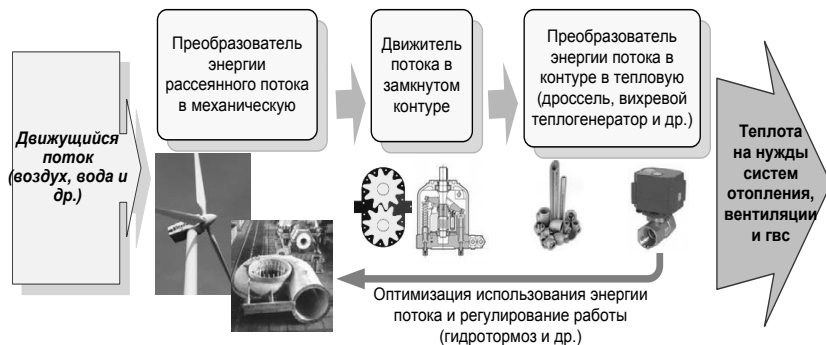 Движущийся
поток
(воздух, вода и
др.)
Преобразователь
энергии
рассеянного потока
в механическую
Движитель
потока в
замкнутом
контуре
Преобразователь
энергии потока в
контуре в тепловую
(дроссель, вихревой
теплогенератор и др.)
Теплота
на нужды
систем
отопления,
вентиляции
и гвс
Оптимизация использования энергии
потока и регулирование работы
(гидротормоз и др.)